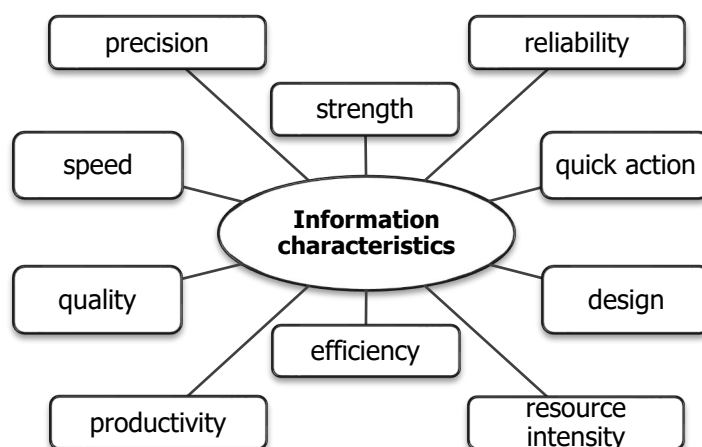 precision
reliability
strength
speed
quick action
Information
characteristics
quality
design
efficiency
productivity
resource
intensity